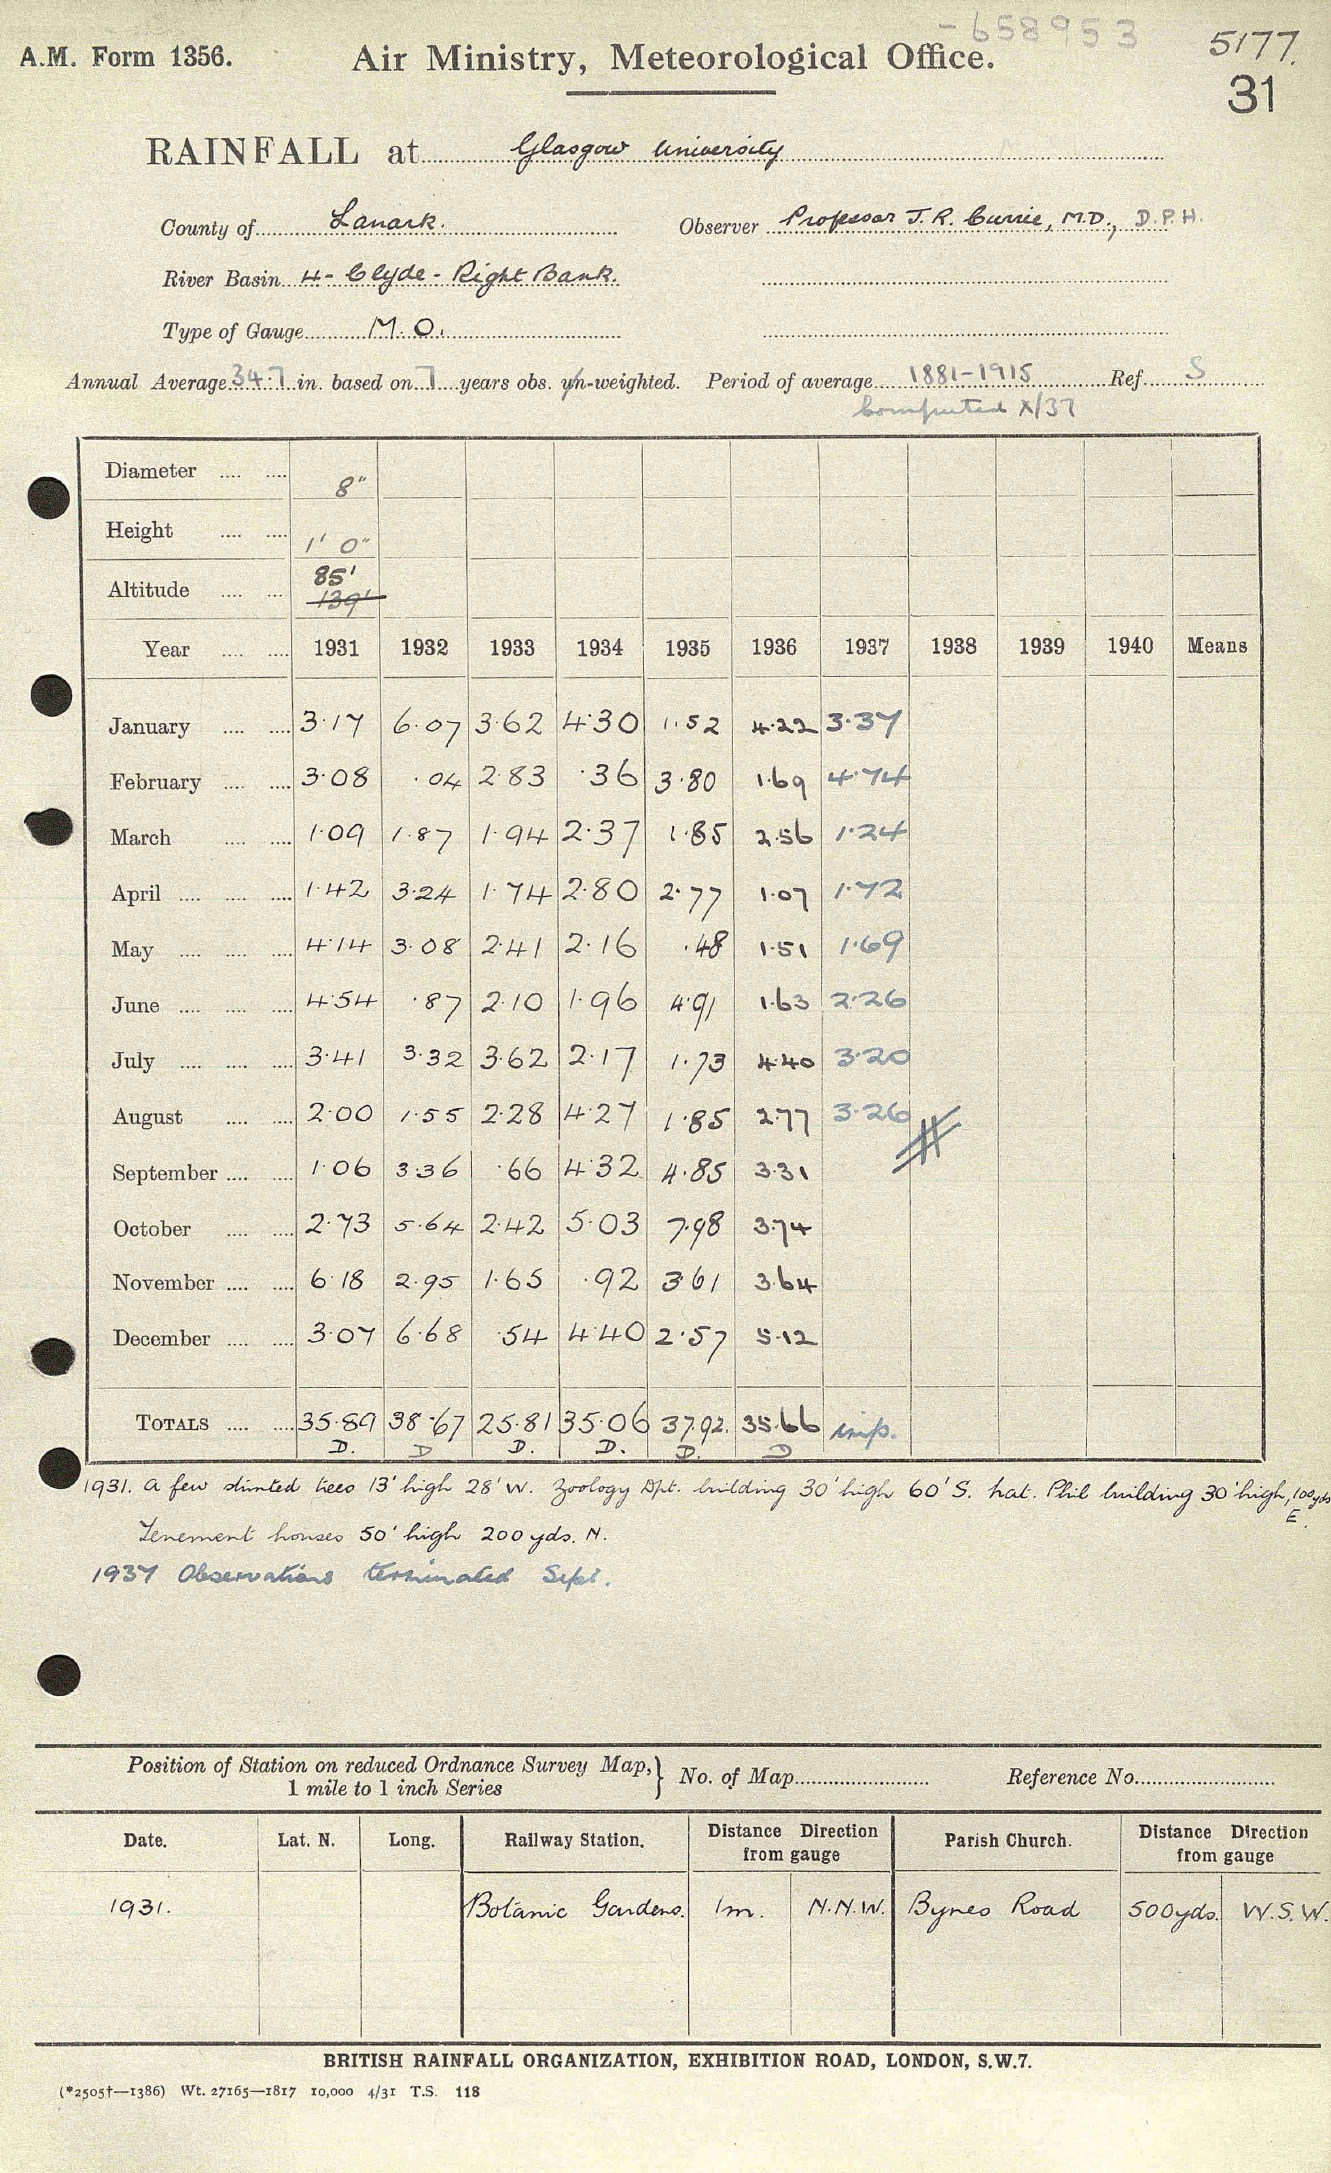 -658953
5177.
A.M. Form 1356. Air Ministry, Meteorological Office.
31
RAINFALL at Glasgow University
County of Lanark. Observer Professor J. R. Currie, M.D., D.P.H.
River Basin 4- Clyde - Right Bank.
Type of Gauge M. O.
Annual Average 34.7 in. based on 7 years obs. un-weighted. Period of average 1881-1915 Ref. S
Computed X/37
Diameter .... .... 8"
Height .... .... 1' 0"
Altitude .... .... 85'
139'
Year .... .... 1931 1932 1933 1934 1935 1936 1937 1938 1939 1940 Means
January .... .... 3.17 6.07 3.62 4.30 1.52 4.22 3.37
February .... .... 3.08 .04 2.83 .36 3.80 1.69 4.74
March .... .... 1.09 1.87 1.94 2.37 1.85 2.56 1.24
April .... .... .... 1.42 3.24 1.74 2.80 2.77 1.07 1.72
May .... .... .... 4.14 3.08 2.41 2.16 .48 1.51 1.69
June .... .... .... 4.54 .87 2.10 1.96 4.91 1.63 2.26
July .... .... .... 3.41 3.32 3.62 2.17 1.73 4.40 3.20
August .... .... 2.00 1.55 2.28 4.27 1.85 2.77 3.26
September .... .... 1.06 3.36 .66 4.32 4.85 3.31
October .... .... 2.73 5.64 2.42 5.03 7.98 3.74
November .... .... 6.18 2.95 1.65 .92 3.61 3.64
December .... .... 3.07 6.68 .54 4.40 2.57 5.12
TOTALS .... .... 35.89 38.67 25.81 35.06 37.92. 35.66 imp.
D. D D. D. D. D
1931. A few stunted trees 13' high 28' W. Zoology Dpt. building 30' high 60' S. Nat. Phil building 30' high, 100yds
E.
Tenement houses 50' high 200 yds. N.
1937 Observations terminated Sept.
Position of Station on reduced Ordnance Survey Map, } No. of Map Reference No.
1 mile to 1 inch Series
Date. Lat. N. Long. Railway Station. Distance Direction from gauge Parish Church. Distance Direction from gauge
1931. Botanic Gardens. 1m. N.N.W. Byres Road 500yds. W.S.W.
BRITISH RAINFALL ORGANIZATION, EXHIBITION ROAD, LONDON, S.W.7.
(*2505†—1386) Wt. 27165—1817 10,000 4/31 T.S. 118